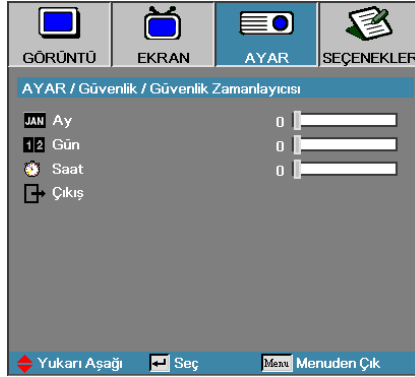 GÖRÜNTÜ EKRAN AYAR SEÇENEKLER
AYAR / Güvenlik / Güvenlik Zamanlayıcısı
JAN Ay 0
12 Gün 0
Saat 0
Çıkış
Yukarı Aşağı Seç Menu Menuden Çık